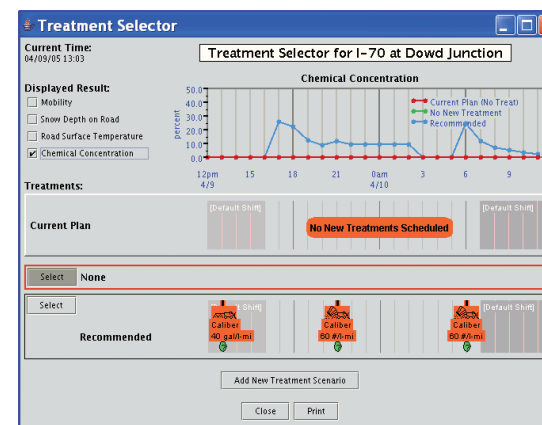 Treatment Selector
Current Time:
04/09/05 13:03
Treatment Selector for I-70 at Dowd Junction
Displayed Result:
Mobility
Snow Depth on Road
Road Surface Temperature
Chemical Concentration
Chemical Concentration
percent
50.0
40.0
30.0
20.0
10.0
0.0
Current Plan (No Treat)
No New Treatment
Recommended
12pm 15 18 21 0am 3 6 9
4/9 4/10
Treatments:
Current Plan
[Default Shift] [Default Shift]
No New Treatments Scheduled
Select None
Select
Recommended
Shift] [Default Shift]
Caliber Caliber Caliber
40 gal/l-mi 60 #/l-mi 60 #/l-mi
Add New Treatment Scenario
Close Print